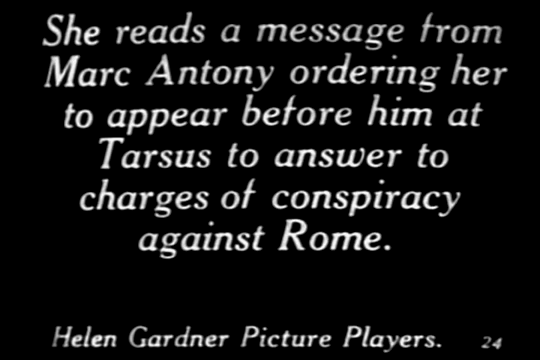 She reads a message from
Marc Antony ordering her
to appear before him at
Tarsus to answer to
charges of conspiracy
against Rome.
Helen Gardner Picture Players. 24